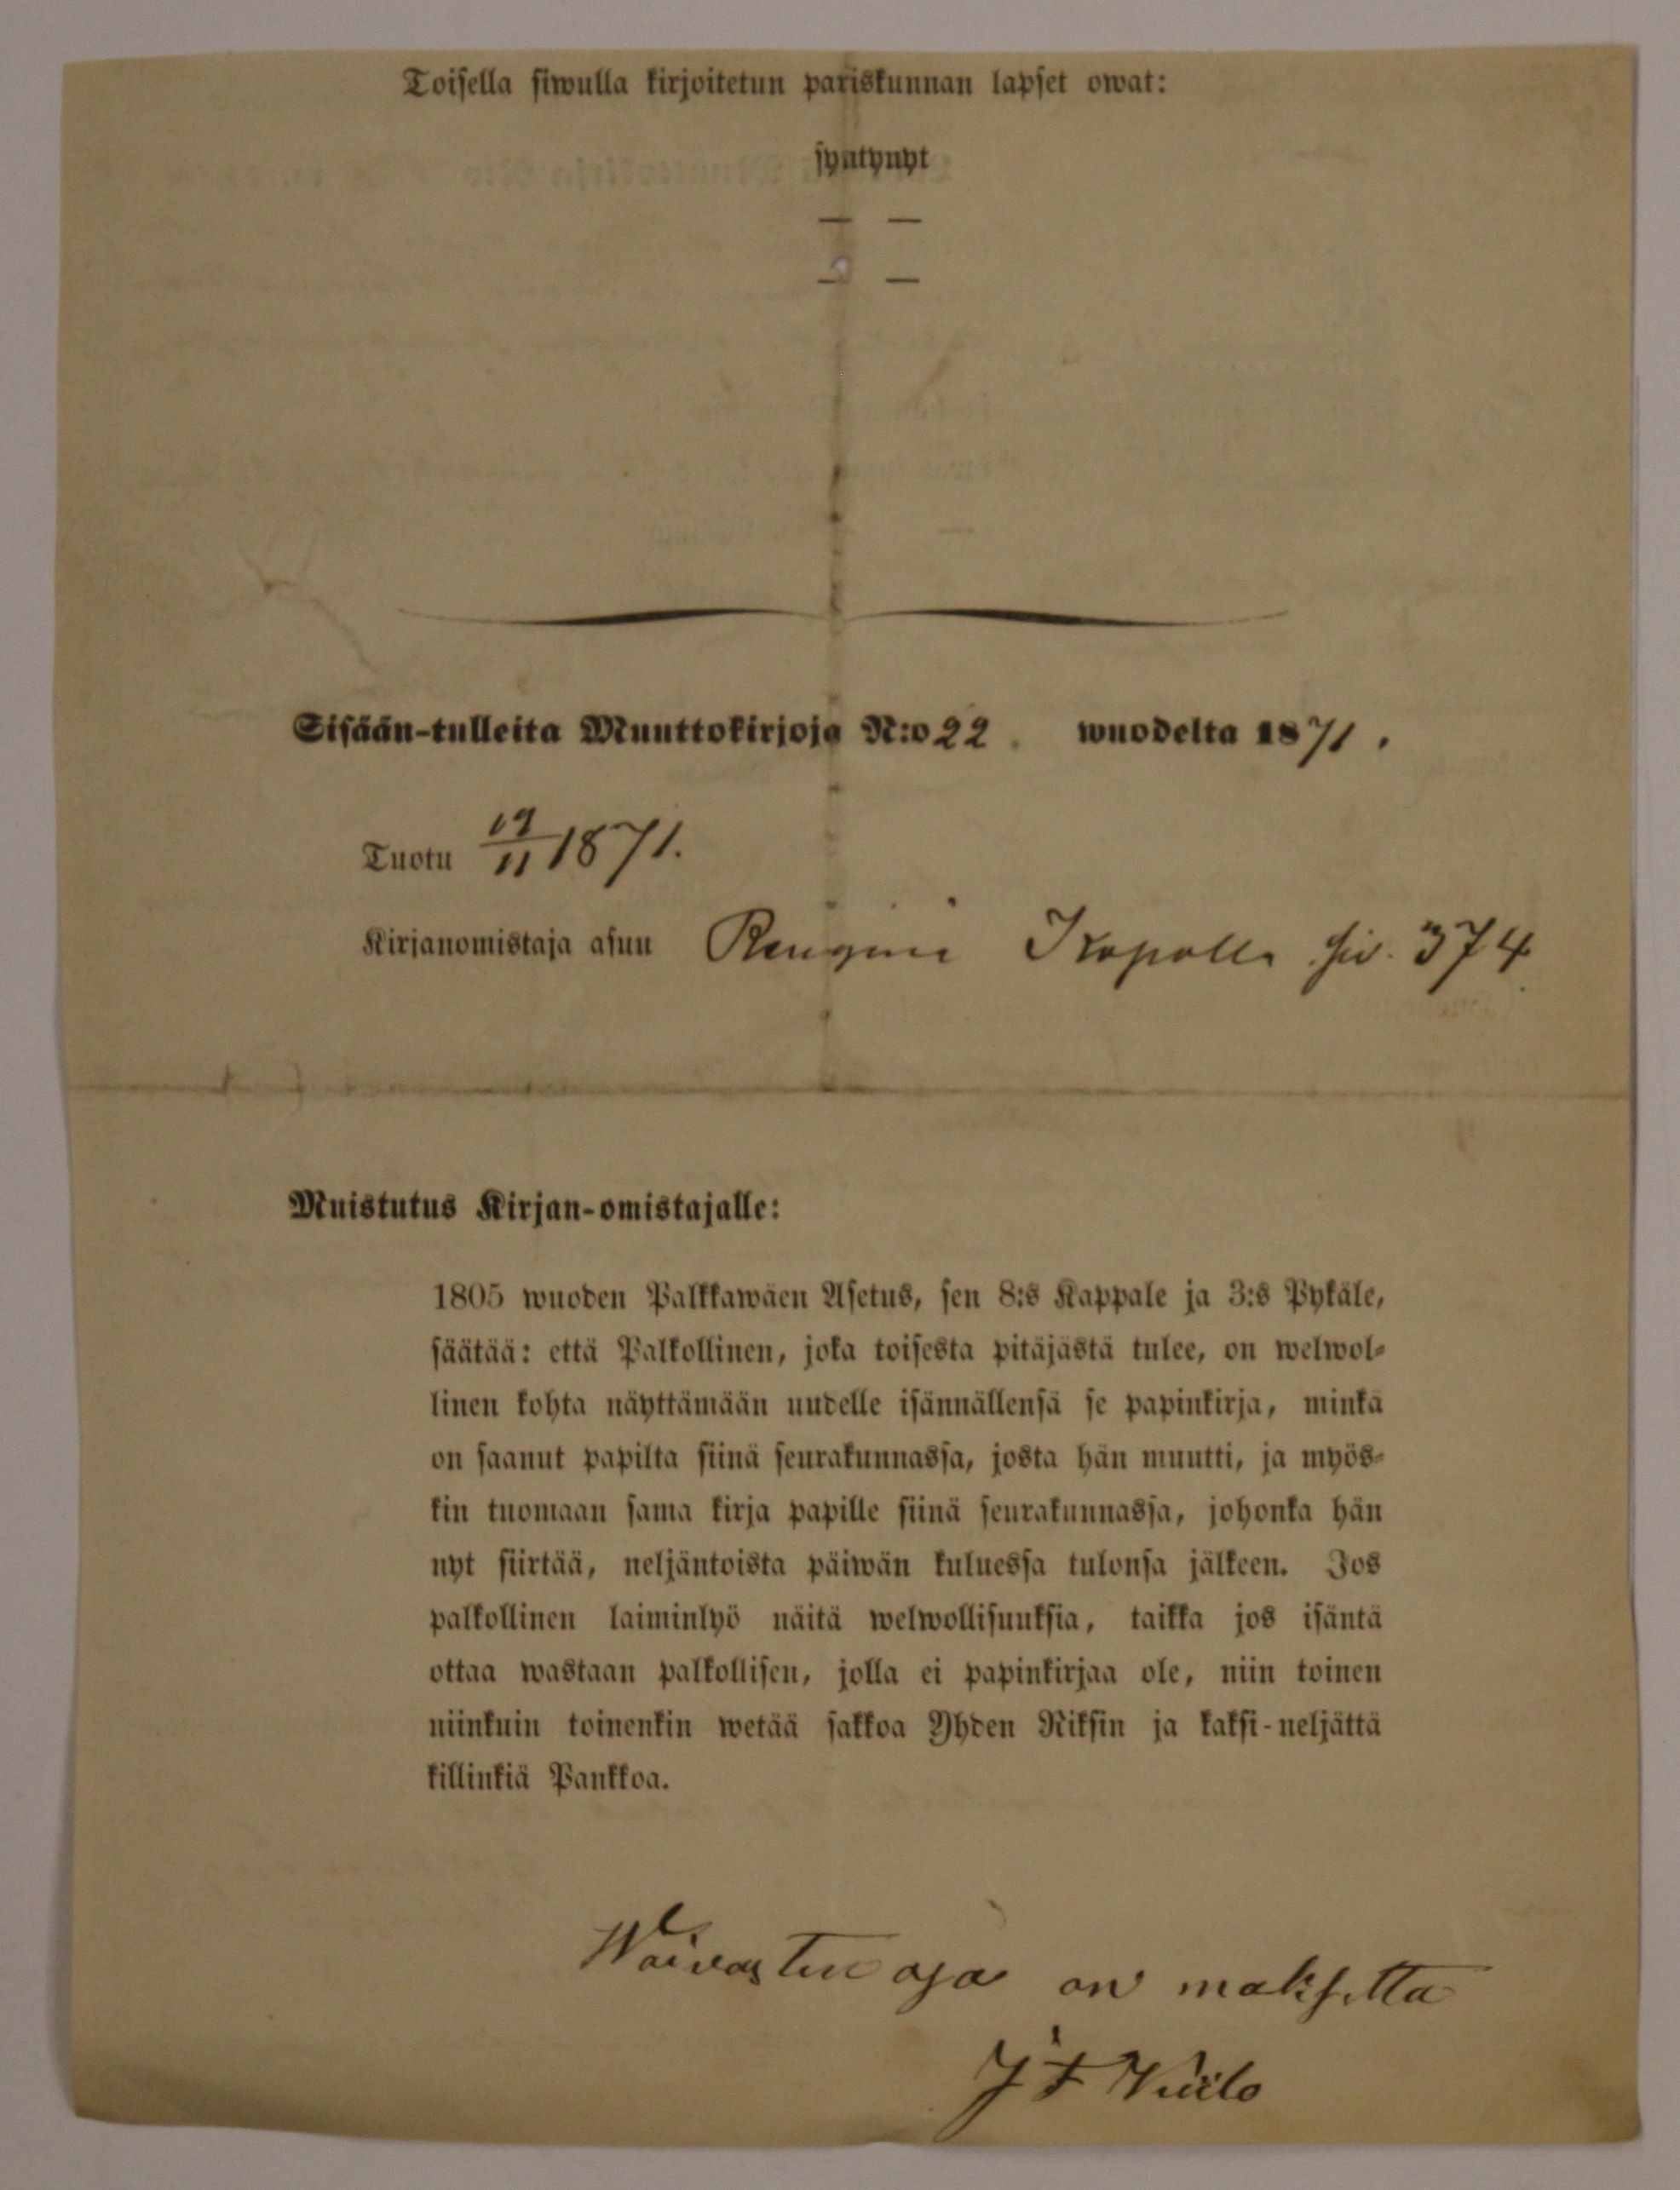 Toisella siwulla kirjoitetun pariskunnan lapset owat:
syntynyt
— —
— —
Sisään-tulleita Muuttokirjoja N:o 22. wuodelta 1871.
Tuotu 19/11 1871.
Kirjanomistaja asuu siv. 374
Muistutus Kirjan-omistajalle:
1805 wuoden Palkkawäen Asetus, sen 8:s Kappale ja 3:s Pykäle,
säätää: että Palkollinen, joka toisesta pitäjästä tulee, on welwol-
linen kohta näyttämään uudelle isännällensä se papinkirja, minkä
on saanut papilta siinä seurakunnassa, josta hän muutti, ja myös-
kin tuomaan sama kirja papille siinä seurakunnassa, johonka hän
nyt siirtää, neljäntoista päiwän kuluessa tulonsa jälkeen. Jos
palkollinen laiminlyö näitä welwollisuuksia, taikka jos isäntä
ottaa wastaan palkollisen, jolla ei papinkirjaa ole, niin toinen
niinkuin toinenkin wetää sakkoa Yhden Riksin ja kaksi-neljättä
killinkiä Pankkoa.
on maksettu
J F